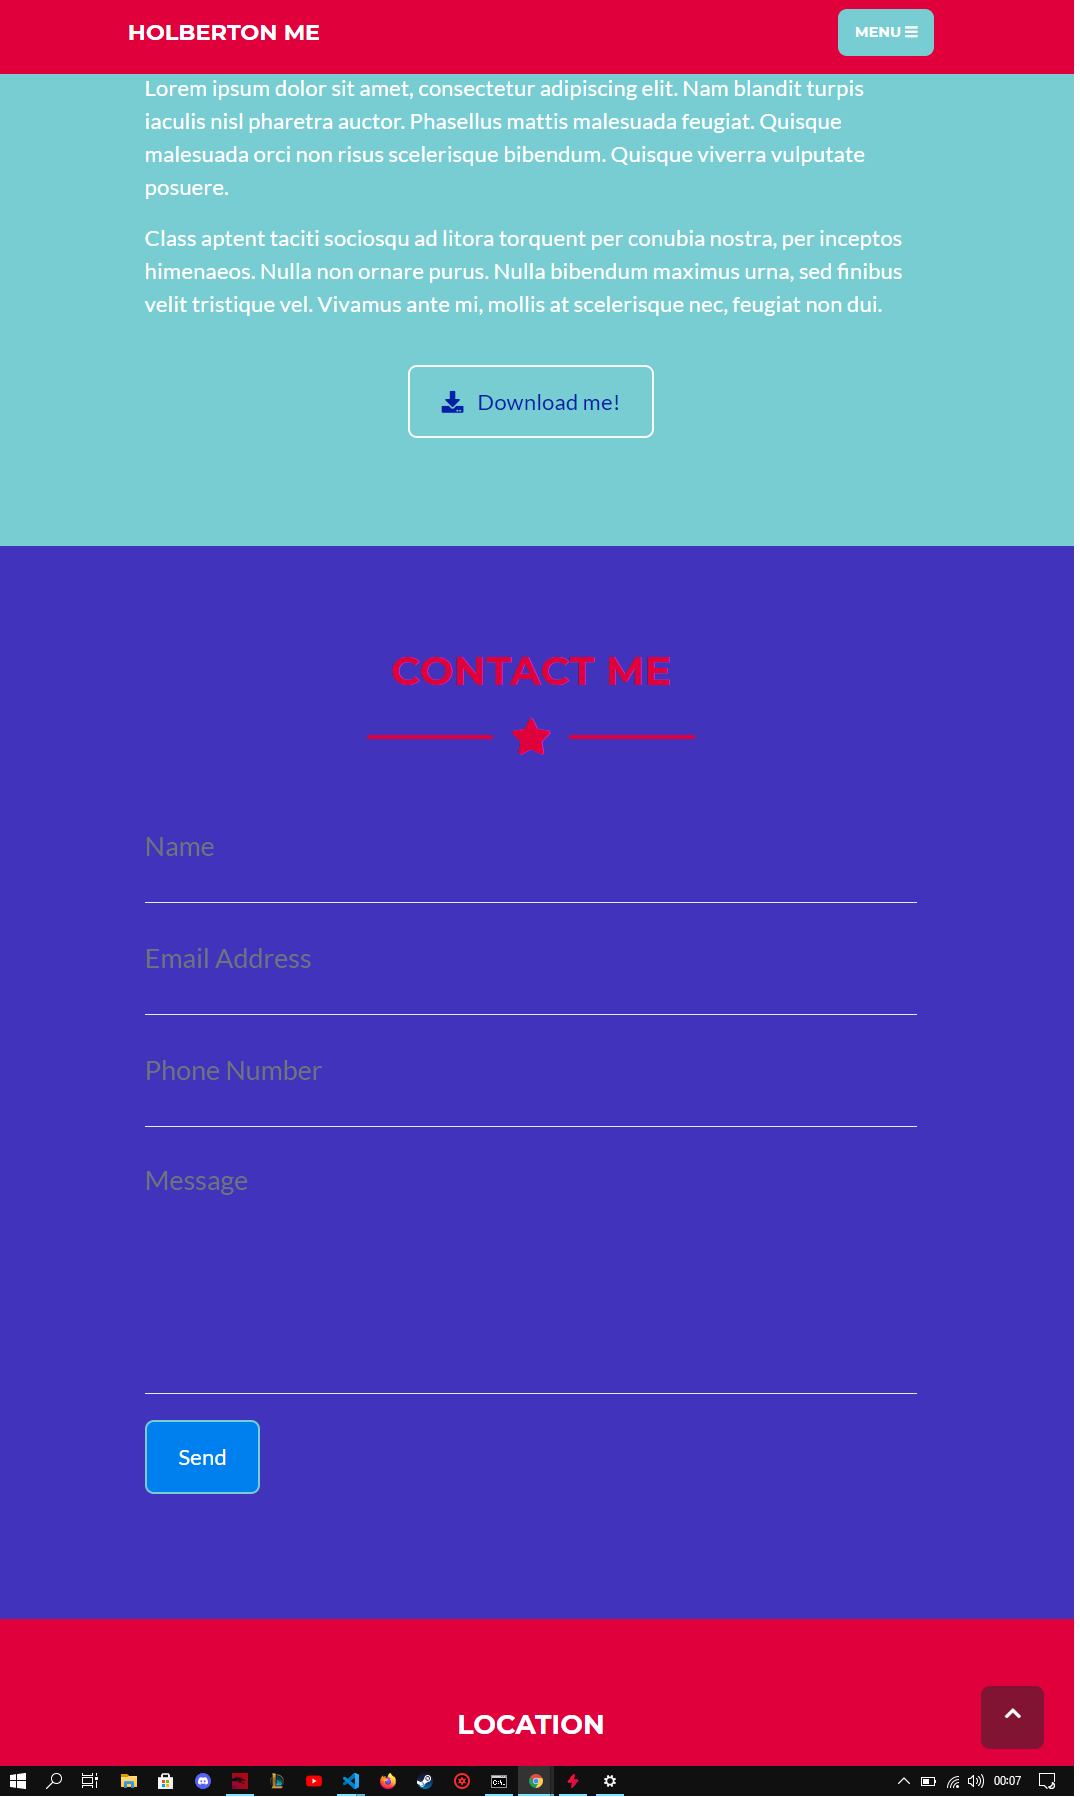 HOLBERTON ME
MENU
Lorem ipsum dolor sit amet, consectetur adipiscing elit. Nam blandit turpis
iaculis nisl pharetra auctor. Phasellus mattis malesuada feugiat. Quisque
malesuada orci non risus scelerisque bibendum. Quisque viverra vulputate
posuere.
Class aptent taciti sociosqu ad litora torquent per conubia nostra, per inceptos
himenaeos. Nulla non ornare purus. Nulla bibendum maximus urna, sed finibus
velit tristique vel. Vivamus ante mi, mollis at scelerisque nec, feugiat non dui.
Download me!
CONTACT ME
Name
Email Address
Phone Number
Message
Send
LOCATION
00:07